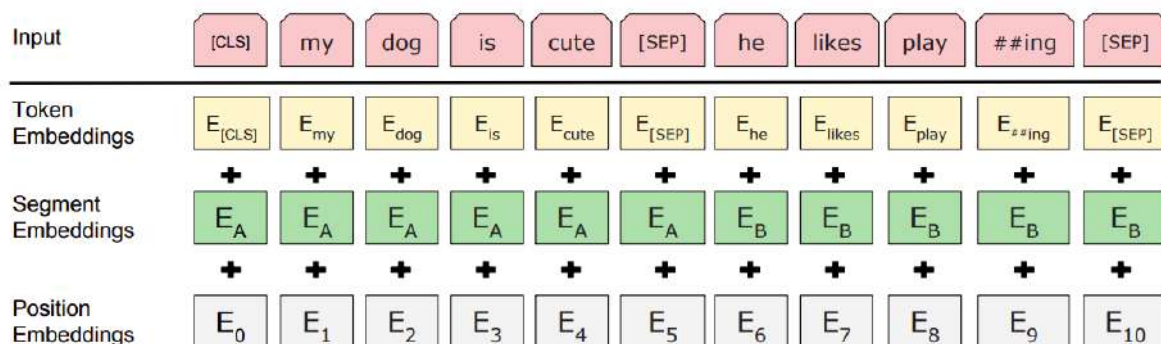 Input [CLS] my dog is cute [SEP] he likes play ##ing [SEP]
Token Embeddings E[CLS] Emy Edog Eis Ecute E[SEP] Ehe Elikes Eplay E##ing E[SEP]
+ + + + + + + + + + +
Segment Embeddings EA EA EA EA EA EA EB EB EB EB EB
+ + + + + + + + + + +
Position Embeddings E0 E1 E2 E3 E4 E5 E6 E7 E8 E9 E10